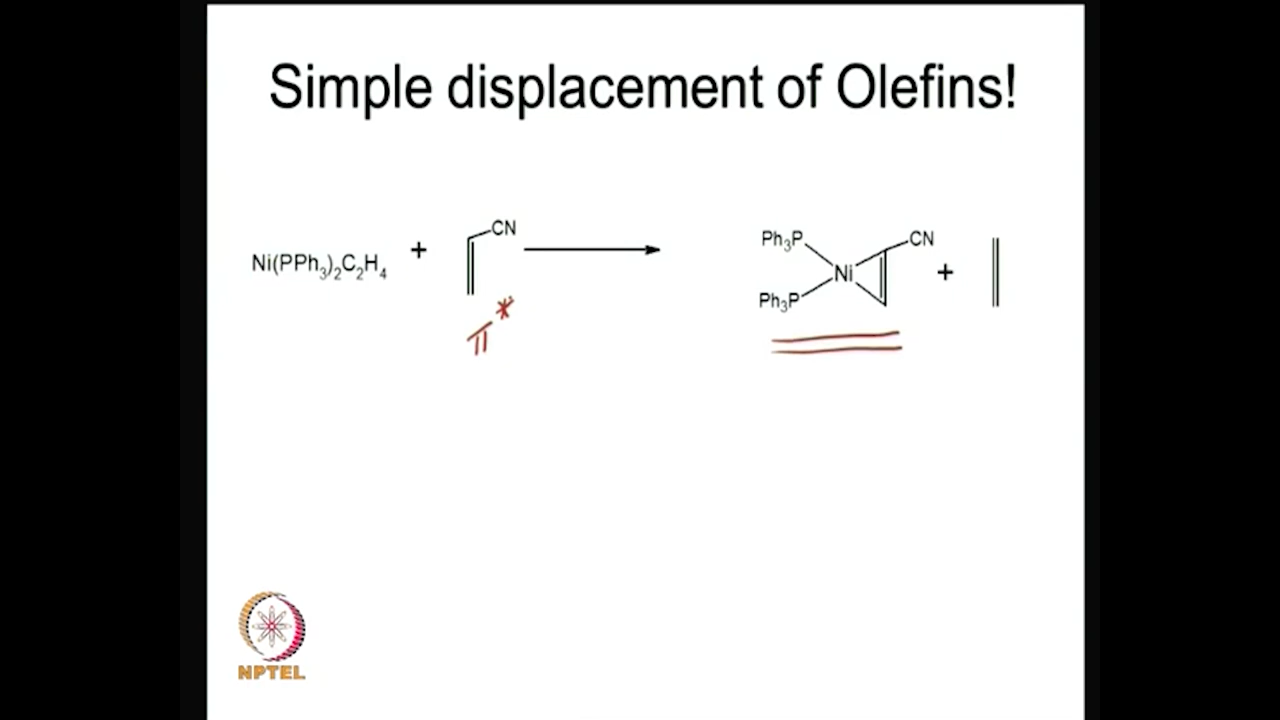 Simple displacement of Olefins!
Ni(PPh₃)₂C₂H₄ + CN
π*
Ph₃P Ni CN +
Ph₃P
NPTEL